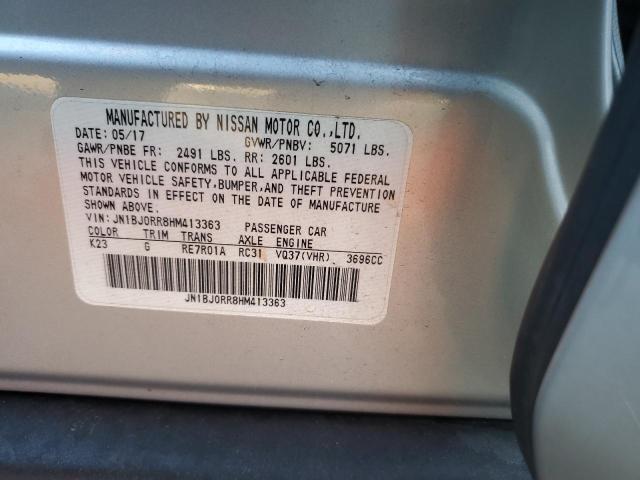 MANUFACTURED BY NISSAN MOTOR CO.,LTD.
DATE: 05/17 GVWR/PNBV: 5071 LBS.
GAWR/PNBE FR: 2491 LBS. RR: 2601 LBS.
THIS VEHICLE CONFORMS TO ALL APPLICABLE FEDERAL
MOTOR VEHICLE SAFETY,BUMPER,AND THEFT PREVENTION
STANDARDS IN EFFECT ON THE DATE OF MANUFACTURE
SHOWN ABOVE.
VIN: JN1BJ0RR8HM413363 PASSENGER CAR
COLOR TRIM TRANS AXLE ENGINE
K23 G RE7R01A RC31 VQ37(VHR) 3696CC
JN1BJ0RR8HM413363